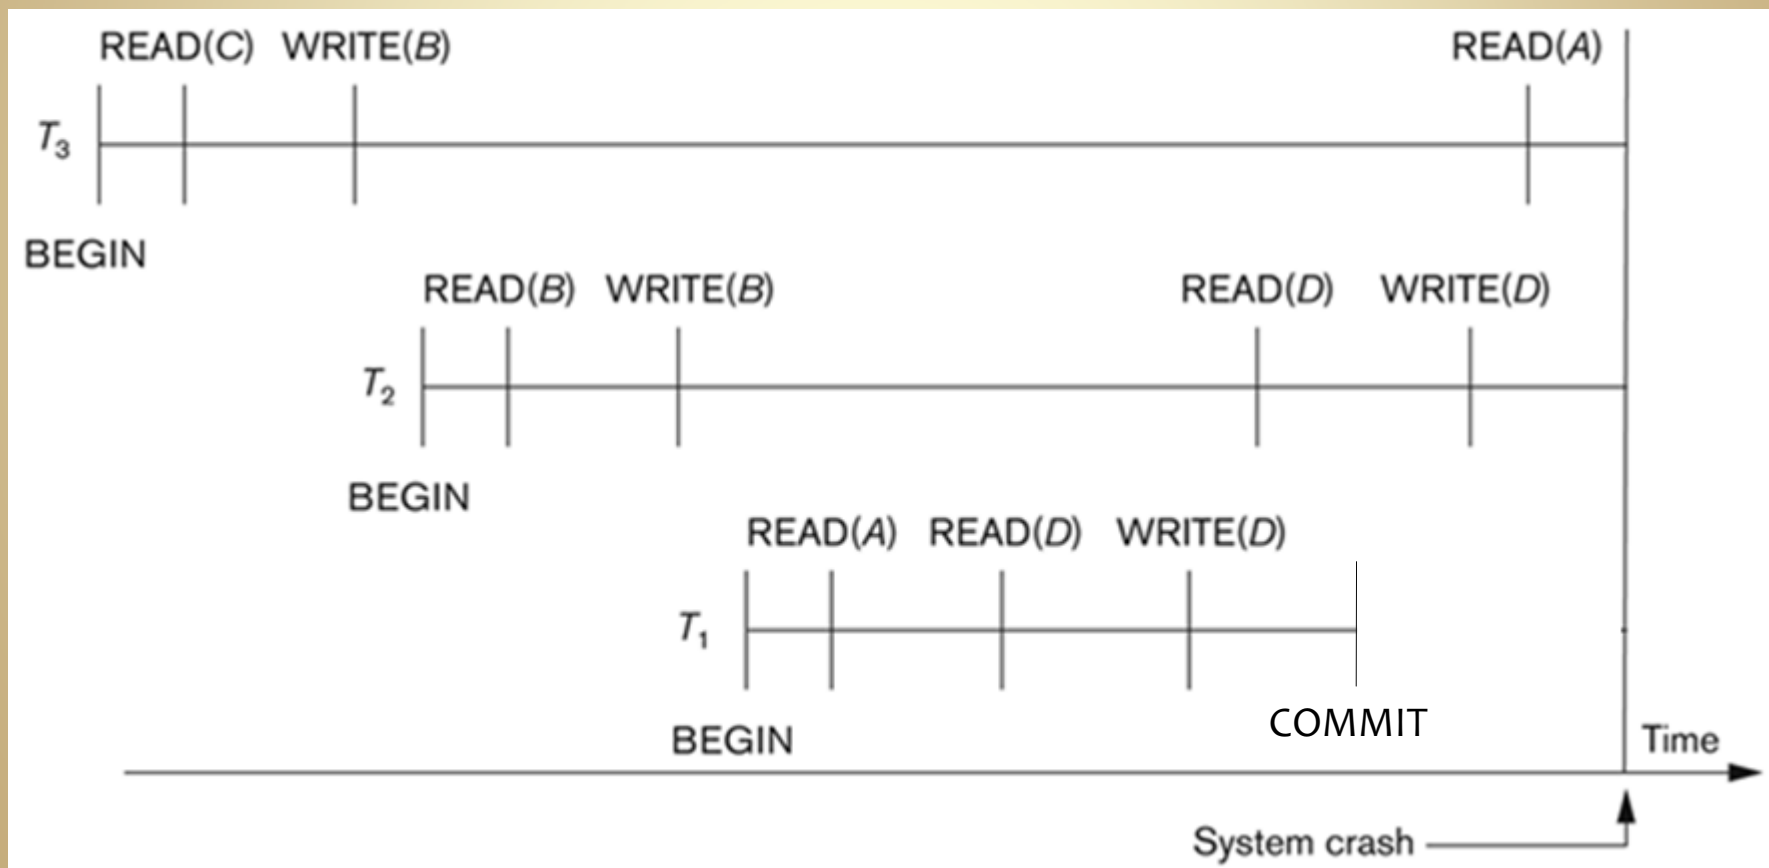 READ(C) WRITE(B) READ(A)
T3
BEGIN
READ(B) WRITE(B) READ(D) WRITE(D)
T2
BEGIN
READ(A) READ(D) WRITE(D)
T1
BEGIN
COMMIT
Time
System crash